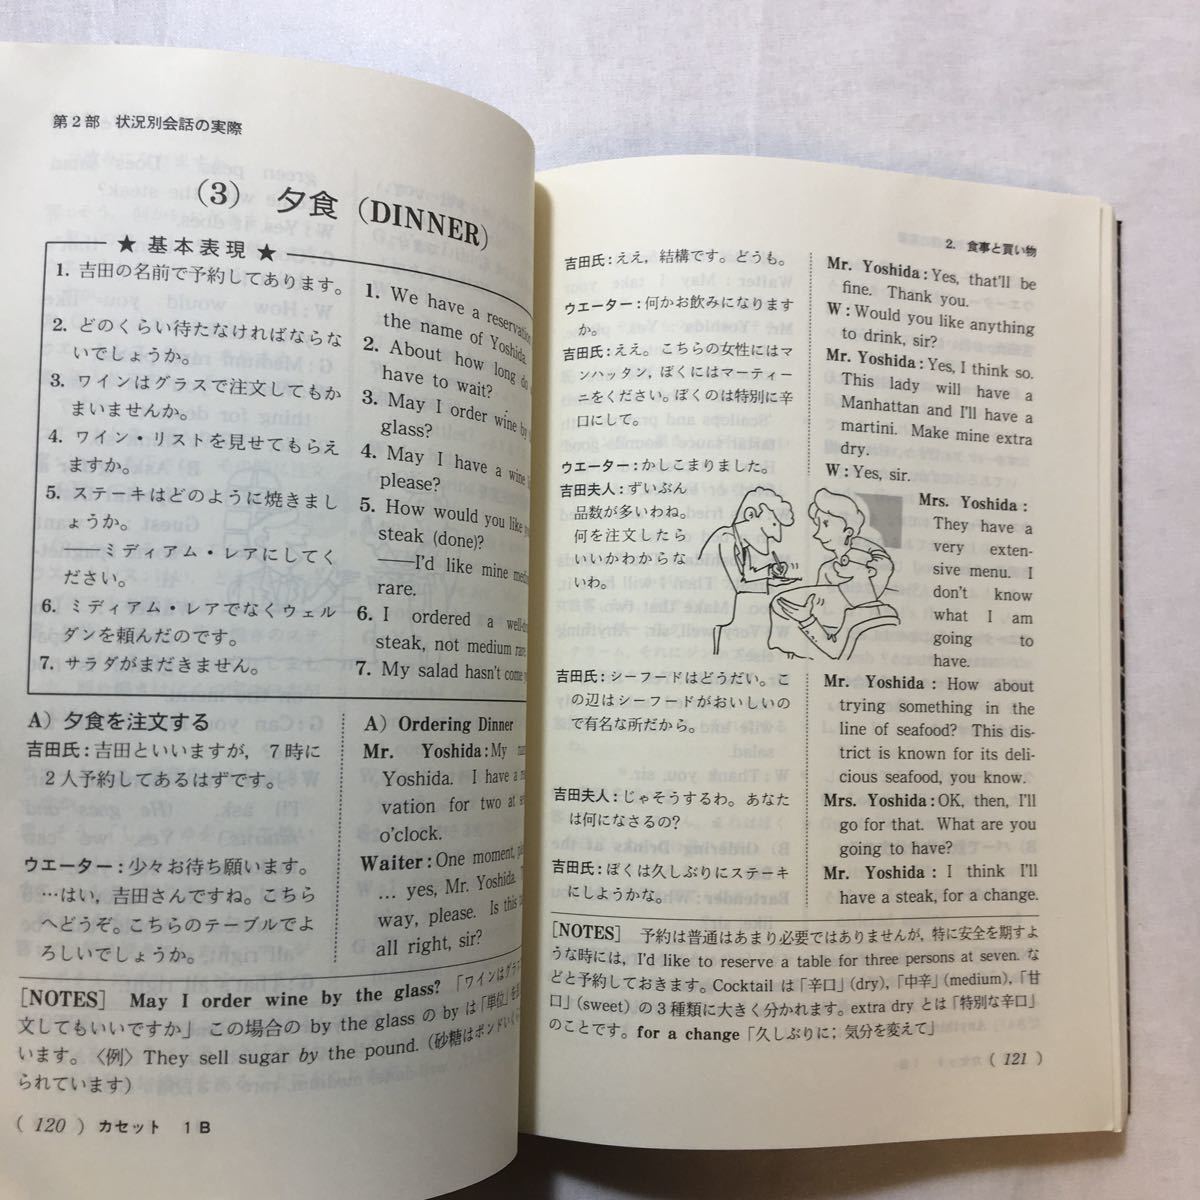 第2部 状況別会話の実際
(3) 夕食 (DINNER)
★ 基本表現 ★
1. 吉田の名前で予約してあります。
2. どのくらい待たなければならな
いでしょうか。
3. ワインはグラスで注文してもか
まいませんか。
4. ワイン・リストを見せてもらえ
ますか。
5. ステーキはどのように焼きまし
ょうか。
——ミディアム・レアにしてく
ださい。
6. ミディアム・レアでなくウェル
ダンを頼んだのです。
7. サラダがまだきません。
1. We have a reservation
the name of Yoshida.
2. About how long do
have to wait?
3. May I order wine by
glass?
4. May I have a wine
please?
5. How would you like
steak (done)?
——I'd like mine
rare.
6. I ordered a
steak, not medium rare.
7. My salad hasn't come
A) 夕食を注文する
吉田氏:吉田といいますが, 7時に
2人予約してあるはずです。
ウエーター:少々お待ち願います。
…はい, 吉田さんですね。こちら
へどうぞ。こちらのテーブルでよ
ろしいでしょうか。
A) Ordering Dinner
Mr. Yoshida: My
Yoshida. I have a
vation for two at
o'clock.
Waiter: One moment,
… yes, Mr. Yoshida.
way, please. Is this
all right, sir?
[NOTES] May I order wine by the glass? 「ワインはグラスで
文してもいいですか」 この場合の by the glass の by は「単位」を
います。〈例〉They sell sugar by the pound. (砂糖はポンドいくら
られています)
( 120 ) カセット 1 B
2. 食事と買い物
吉田氏:ええ, 結構です。どうも。
ウエーター:何かお飲みになります
か。
吉田氏:ええ。こちらの女性にはマ
ンハッタン, ぼくにはマーティー
ニをください。ぼくのは特別に辛
口にして。
ウエーター:かしこまりました。
吉田夫人:ずいぶん
品数が多いわね。
何を注文したら
いいかわからな
いわ。
吉田氏:シーフードはどうだい。こ
の辺はシーフードがおいしいの
で有名な所だから。
吉田夫人:じゃそうするわ。あなた
は何になさるの?
吉田氏:ぼくは久しぶりにステーキ
にしようかな。
Mr. Yoshida: Yes, that'll be
fine. Thank you.
W: Would you like anything
to drink, sir?
Mr. Yoshida: Yes, I think so.
This lady will have a
Manhattan and I'll have a
martini. Make mine extra
dry.
W: Yes, sir.
Mrs. Yoshida:
They have a
very exten-
sive menu. I
don't know
what I am
going to
have.
Mr. Yoshida: How about
trying something in the
line of seafood? This dis-
trict is known for its deli-
cious seafood, you know.
Mrs. Yoshida: OK, then, I'll
go for that. What are you
going to have?
Mr. Yoshida: I think I'll
have a steak, for a change.
[NOTES] 予約は普通はあまり必要ではありませんが, 特に安全を期すよ
うな時には, I'd like to reserve a table for three persons at seven. な
どと予約しておきます。Cocktail は「辛口」(dry),「中辛」(medium),「甘
口」(sweet) の3種類に大きく分かれます。extra dry とは「特別な辛口」
のことです。for a change「久しぶりに; 気分を変えて」
( 121 )